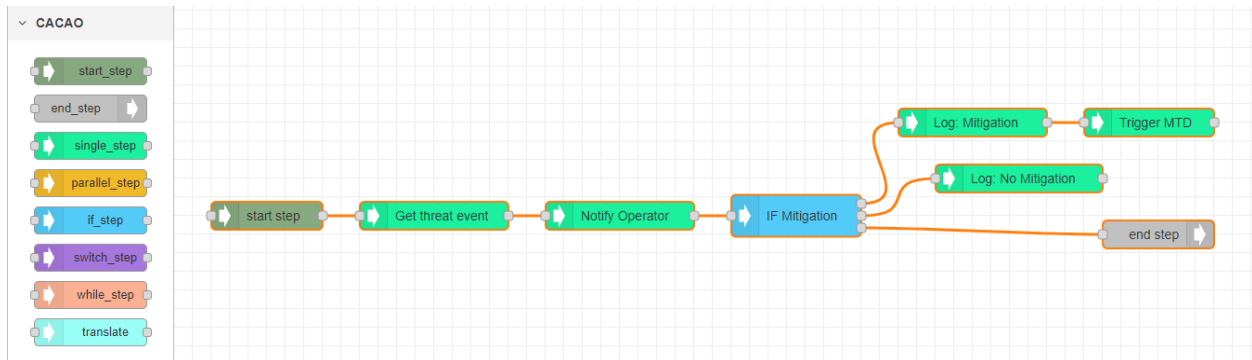 CACAO
start_step
end_step
single_step
parallel_step
if_step
switch_step
while_step
translate
start step
Get threat event
Notify Operator
IF Mitigation
Log: Mitigation
Trigger MTD
Log: No Mitigation
end step